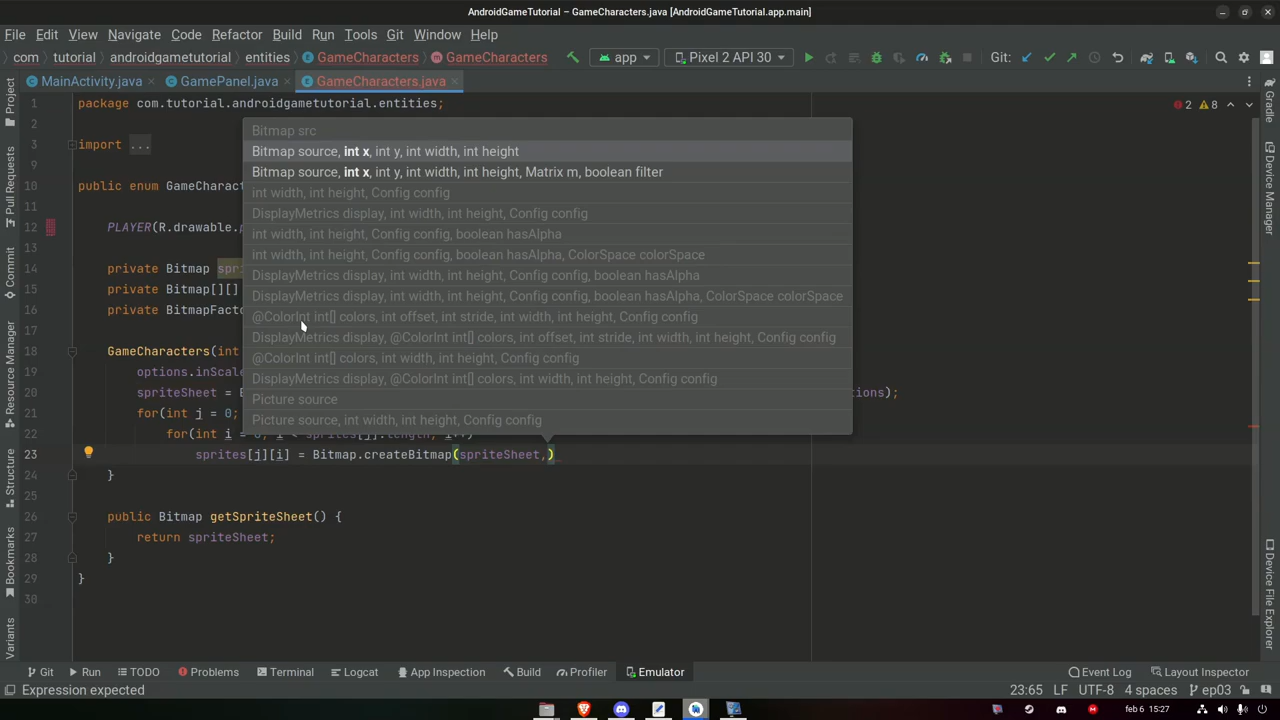 AndroidGameTutorial – GameCharacters.java [AndroidGameTutorial.app.main]
File Edit View Navigate Code Refactor Build Run Tools Git Window Help
com tutorial androidgametutorial entities GameCharacters GameCharacters app Pixel 2 API 30 Git:
MainActivity.java GamePanel.java GameCharacters.java
Project
Pull Requests
Commit
Resource Manager
Structure
Bookmarks
Variants
1 package com.tutorial.androidgametutorial.entities; 2 8
2
3 import ...
9
10 public enum GameCharac
11
12 PLAYER(R.drawable.
13
14 private Bitmap spri
15 private Bitmap[][]
16 private BitmapFacto
17
18 GameCharacters(int
19 options.inScale
20 spriteSheet = B ions);
21 for(int j = 0;
22 for(int i = 0; i < sprites[j].length; i++)
23 sprites[j][i] = Bitmap.createBitmap(spriteSheet,)
24 }
25
26 public Bitmap getSpriteSheet() {
27 return spriteSheet;
28 }
29 }
30
Bitmap src
Bitmap source, int x, int y, int width, int height
Bitmap source, int x, int y, int width, int height, Matrix m, boolean filter
int width, int height, Config config
DisplayMetrics display, int width, int height, Config config
int width, int height, Config config, boolean hasAlpha
int width, int height, Config config, boolean hasAlpha, ColorSpace colorSpace
DisplayMetrics display, int width, int height, Config config, boolean hasAlpha
DisplayMetrics display, int width, int height, Config config, boolean hasAlpha, ColorSpace colorSpace
@ColorInt int[] colors, int offset, int stride, int width, int height, Config config
DisplayMetrics display, @ColorInt int[] colors, int offset, int stride, int width, int height, Config config
@ColorInt int[] colors, int width, int height, Config config
DisplayMetrics display, @ColorInt int[] colors, int width, int height, Config config
Picture source
Picture source, int width, int height, Config config
Gradle
Device Manager
Device File Explorer
Git Run TODO Problems Terminal Logcat App Inspection Build Profiler Emulator Event Log Layout Inspector
Expression expected 23:65 LF UTF-8 4 spaces ep03
feb 6 15:27